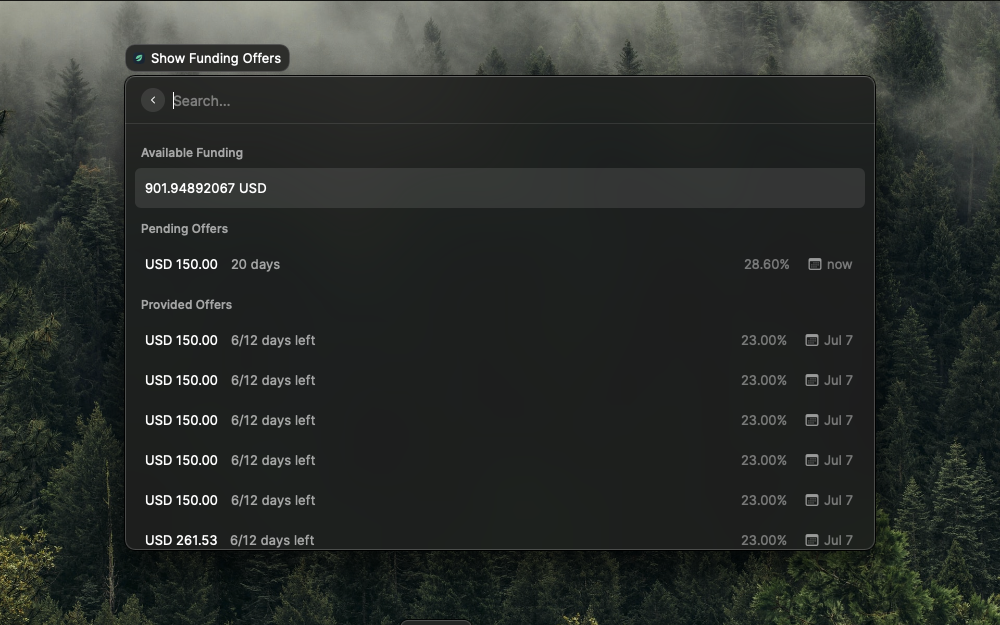 Show Funding Offers
Search...
Available Funding
901.94892067 USD
Pending Offers
USD 150.00 20 days 28.60% now
Provided Offers
USD 150.00 6/12 days left 23.00% Jul 7
USD 150.00 6/12 days left 23.00% Jul 7
USD 150.00 6/12 days left 23.00% Jul 7
USD 150.00 6/12 days left 23.00% Jul 7
USD 150.00 6/12 days left 23.00% Jul 7
USD 261.53 6/12 days left 23.00% Jul 7